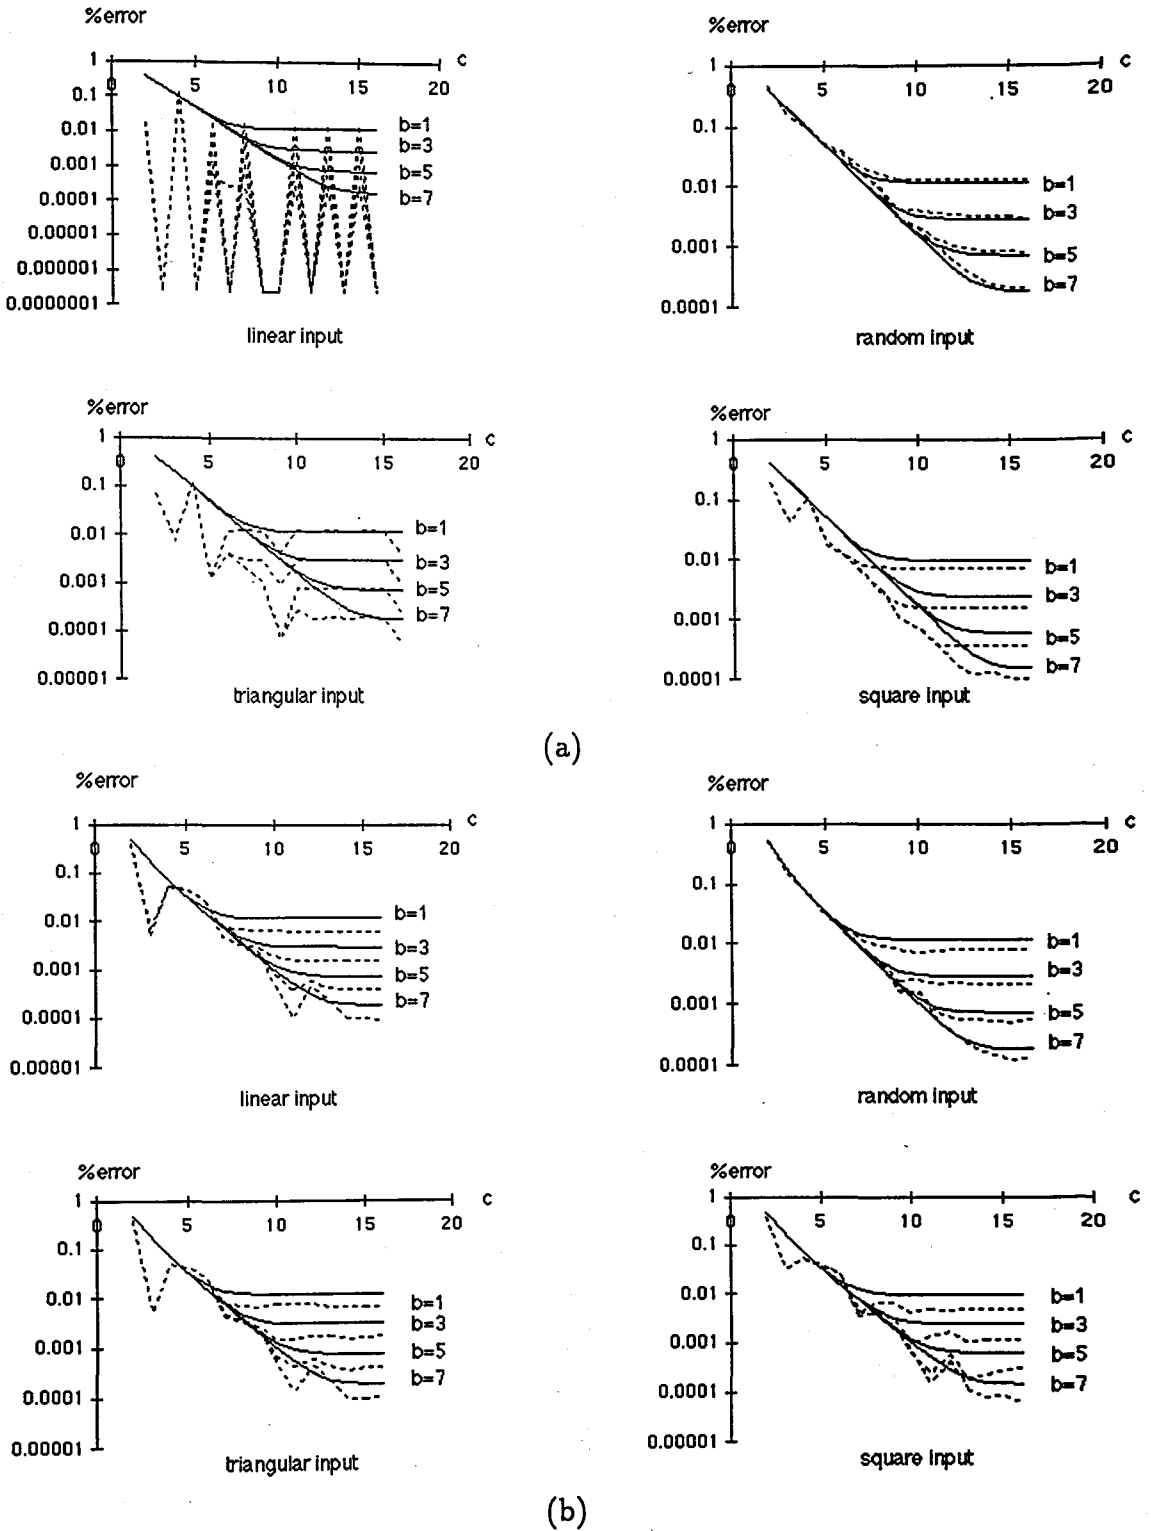 %error
1
0
5
10
15
20
c
0.1
0.01
0.001
0.0001
0.00001
0.000001
0.0000001
b=1
b=3
b=5
b=7
linear input
%error
1
0
5
10
15
20
c
0.1
0.01
0.001
0.0001
b=1
b=3
b=5
b=7
random input
%error
1
0
5
10
15
20
c
0.1
0.01
0.001
0.0001
0.00001
b=1
b=3
b=5
b=7
triangular input
%error
1
0
5
10
15
20
c
0.1
0.01
0.001
0.0001
b=1
b=3
b=5
b=7
square input
(a)
%error
1
0
5
10
15
20
c
0.1
0.01
0.001
0.0001
0.00001
b=1
b=3
b=5
b=7
linear input
%error
1
0
5
10
15
20
c
0.1
0.01
0.001
0.0001
b=1
b=3
b=5
b=7
random input
%error
1
0
5
10
15
20
c
0.1
0.01
0.001
0.0001
0.00001
b=1
b=3
b=5
b=7
triangular input
%error
1
0
5
10
15
20
c
0.1
0.01
0.001
0.0001
0.00001
b=1
b=3
b=5
b=7
square input
(b)